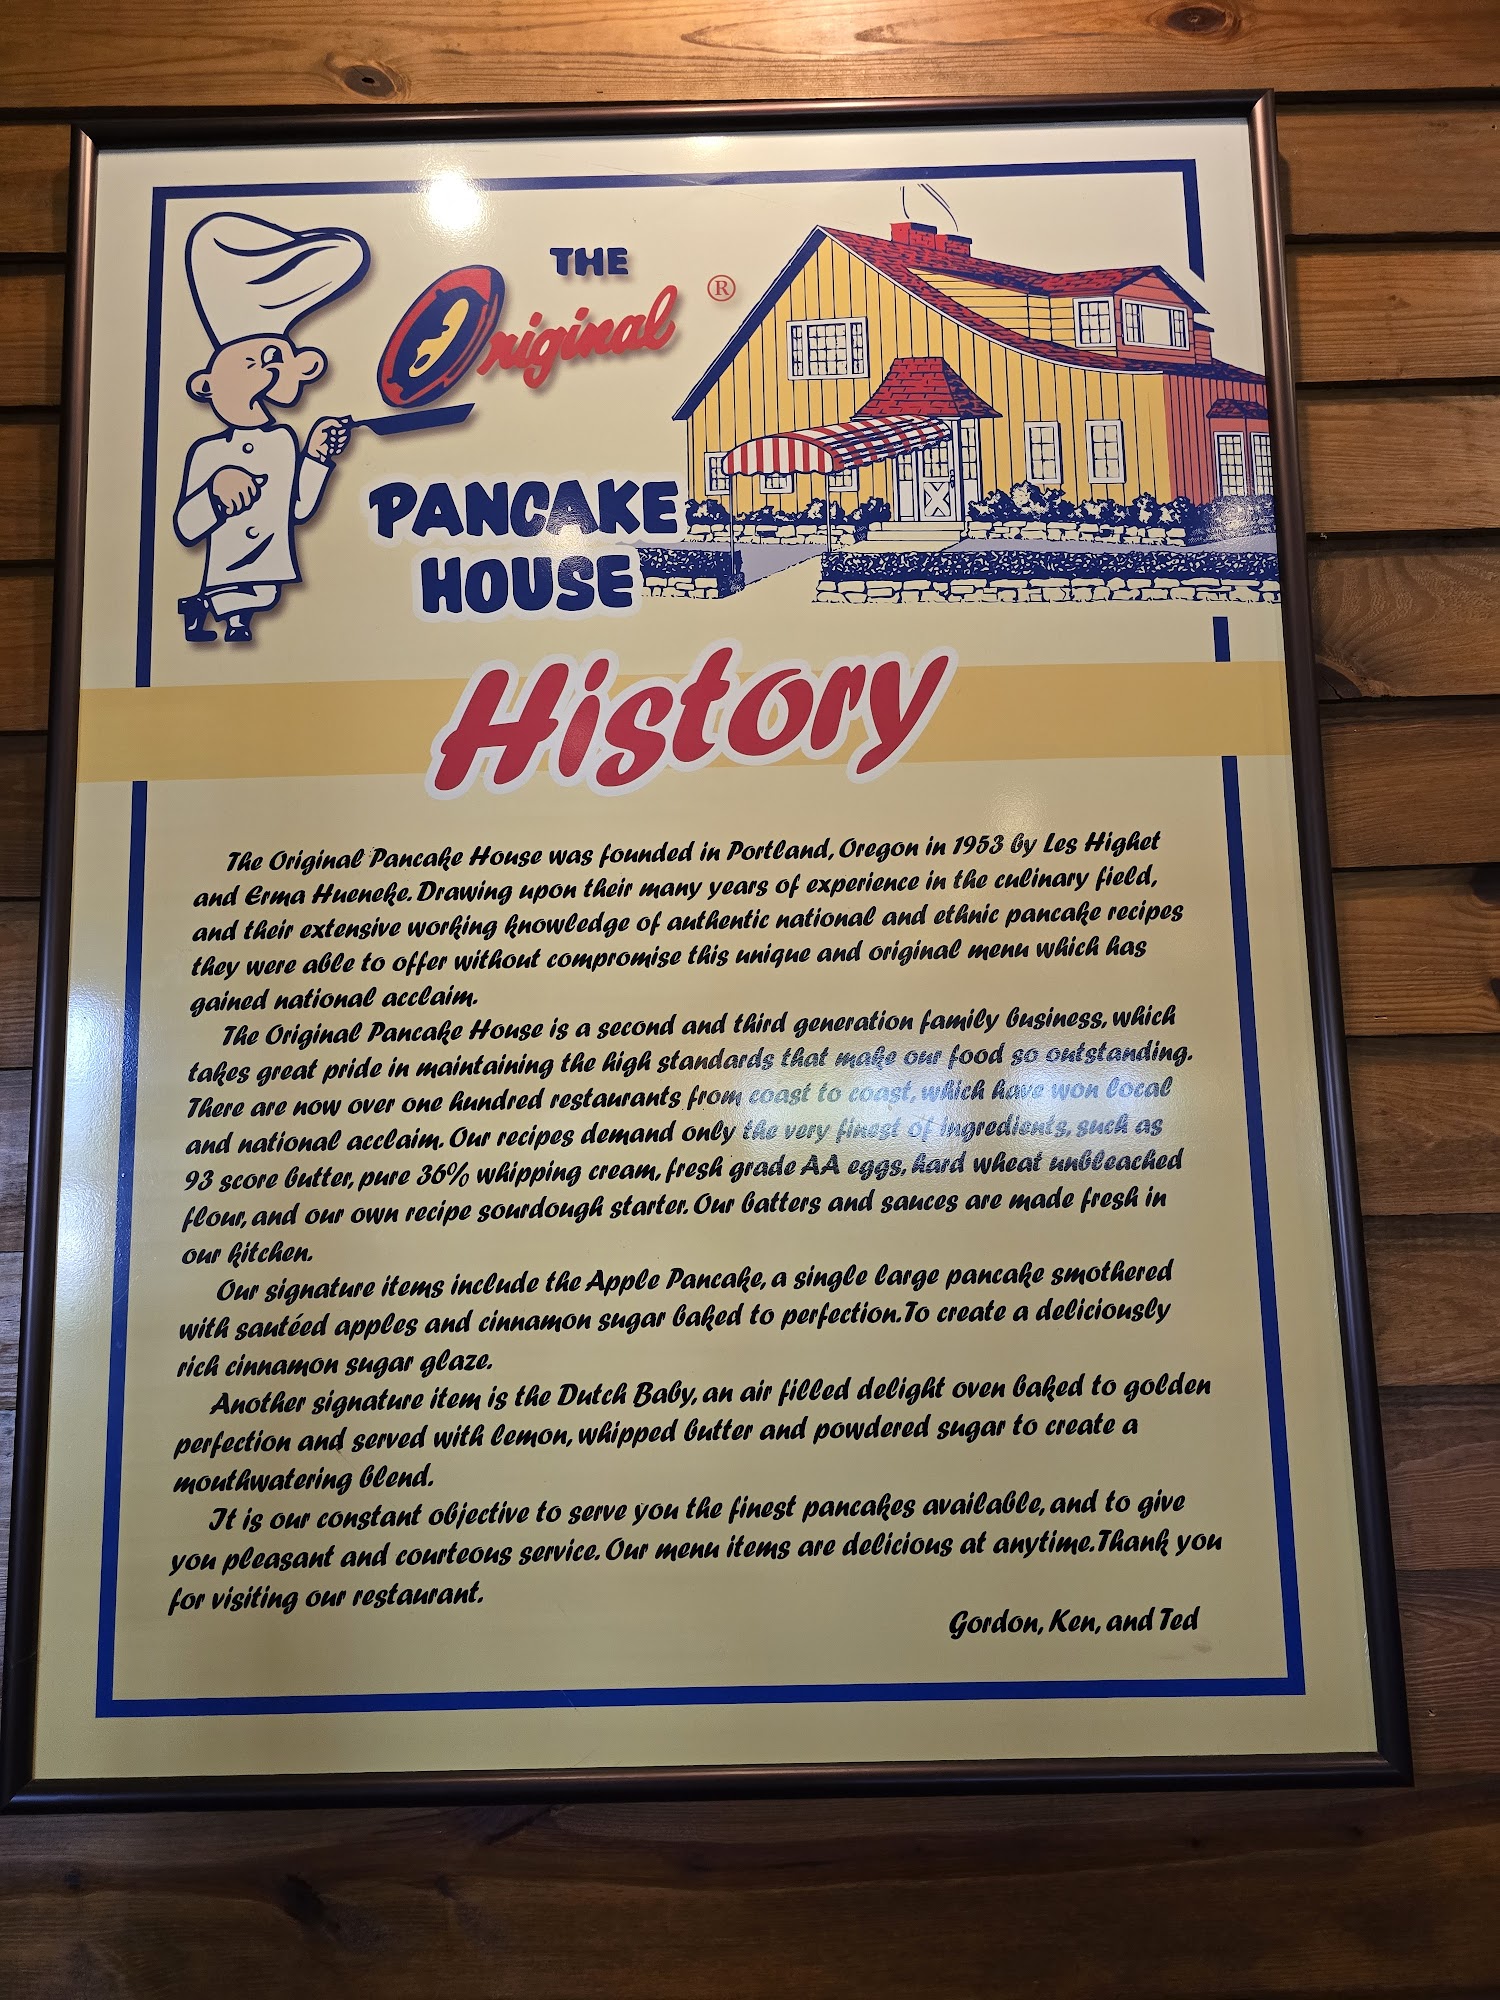 THE
Original ®
PANCAKE
HOUSE
History
The Original Pancake House was founded in Portland, Oregon in 1953 by Les Highet
and Erma Hueneke. Drawing upon their many years of experience in the culinary field,
and their extensive working knowledge of authentic national and ethnic pancake recipes
they were able to offer without compromise this unique and original menu which has
gained national acclaim.
The Original Pancake House is a second and third generation family business, which
takes great pride in maintaining the high standards that make our food so outstanding.
There are now over one hundred restaurants from coast to coast, which have won local
and national acclaim. Our recipes demand only the very finest of ingredients, such as
93 score butter, pure 36% whipping cream, fresh grade AA eggs, hard wheat unbleached
flour, and our own recipe sourdough starter. Our batters and sauces are made fresh in
our kitchen.
Our signature items include the Apple Pancake, a single large pancake smothered
with sautéed apples and cinnamon sugar baked to perfection. To create a deliciously
rich cinnamon sugar glaze.
Another signature item is the Dutch Baby, an air filled delight oven baked to golden
perfection and served with lemon, whipped butter and powdered sugar to create a
mouthwatering blend.
It is our constant objective to serve you the finest pancakes available, and to give
you pleasant and courteous service. Our menu items are delicious at anytime. Thank you
for visiting our restaurant.
Gordon, Ken, and Ted